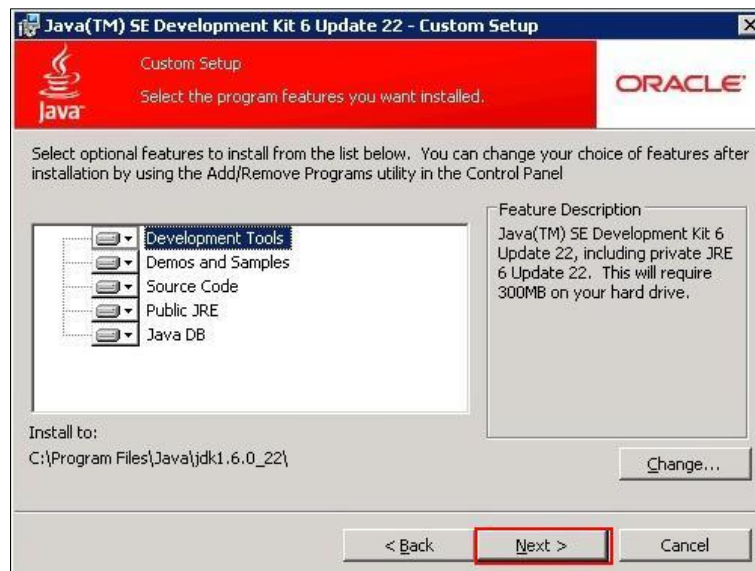 Java(TM) SE Development Kit 6 Update 22 - Custom Setup
Java
Custom Setup
Select the program features you want installed.
ORACLE
Select optional features to install from the list below. You can change your choice of features after
installation by using the Add/Remove Programs utility in the Control Panel
Development Tools
Demos and Samples
Source Code
Public JRE
Java DB
Feature Description
Java(TM) SE Development Kit 6
Update 22, including private JRE
6 Update 22. This will require
300MB on your hard drive.
Install to:
C:\Program Files\Java\jdk1.6.0_22\
Change...
< Back
Next >
Cancel